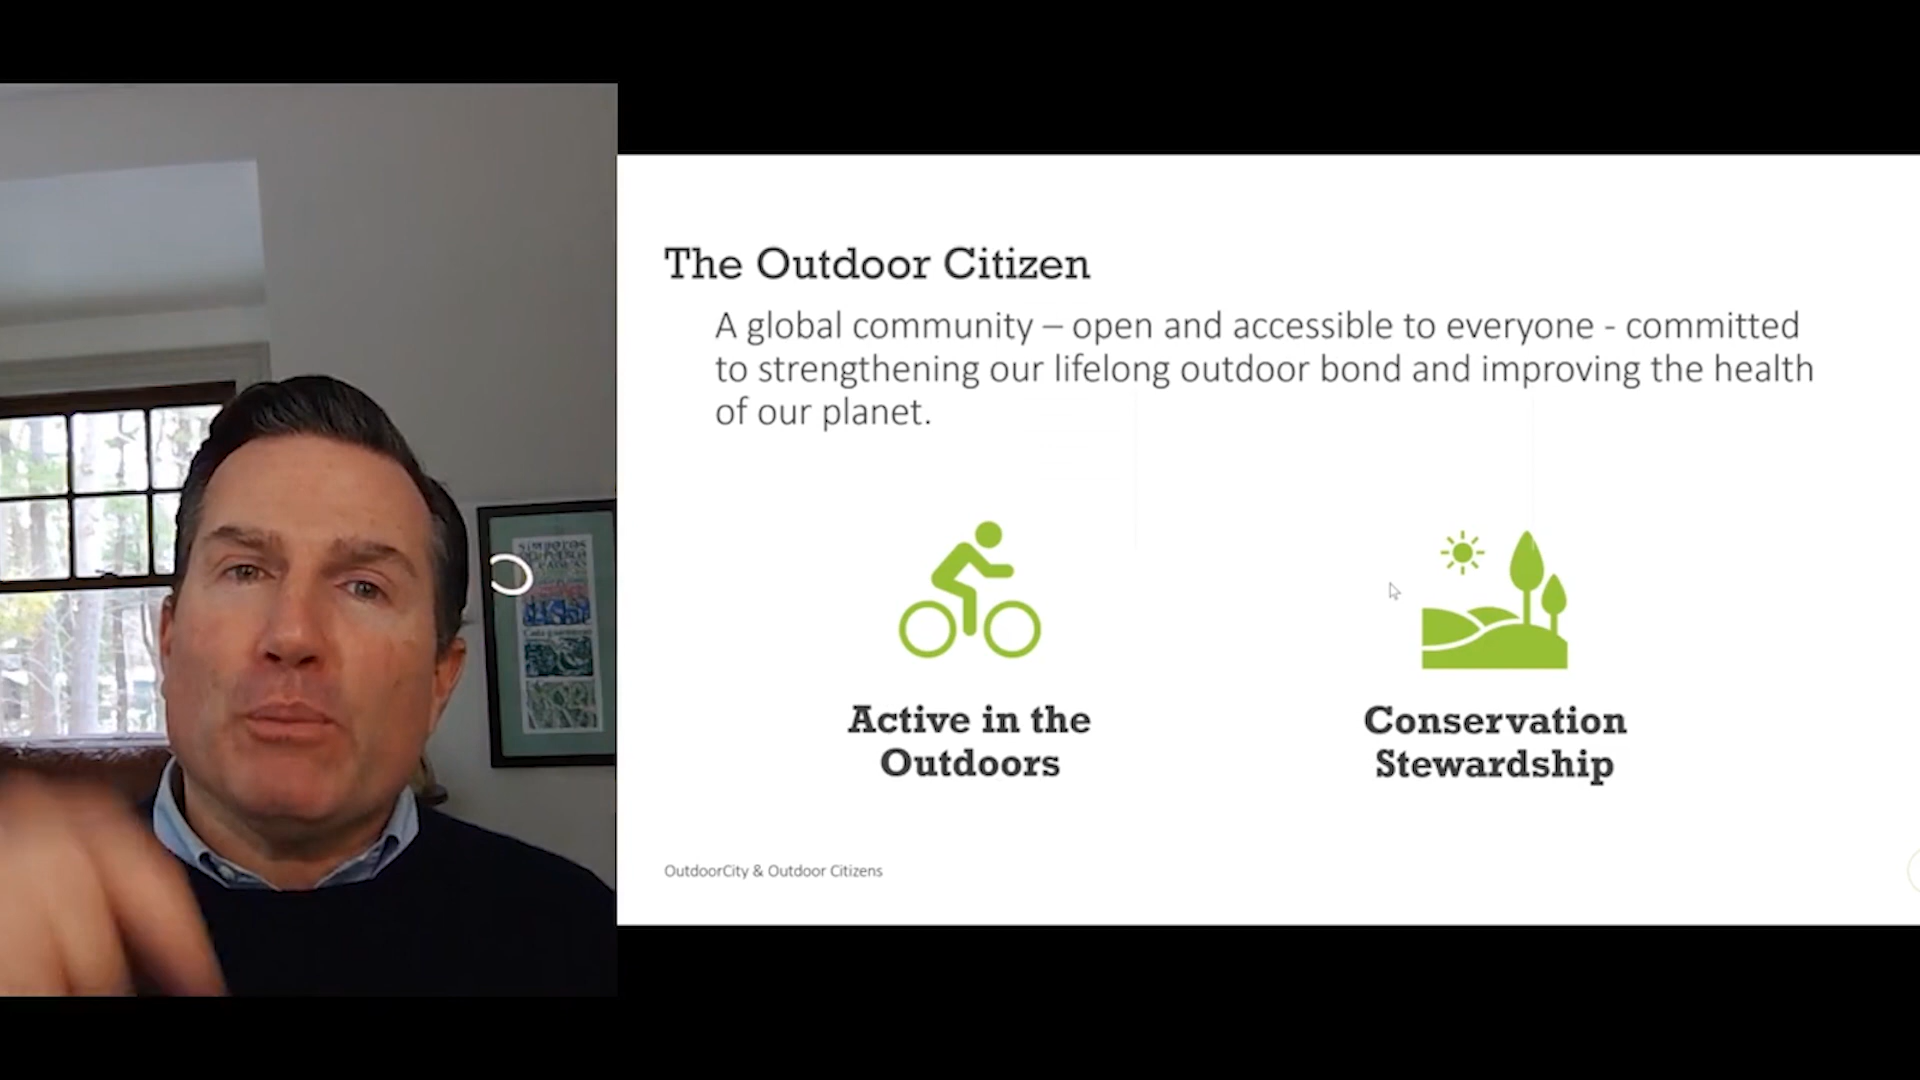 The Outdoor Citizen
A global community – open and accessible to everyone - committed
to strengthening our lifelong outdoor bond and improving the health
of our planet.
Active in the
Outdoors
Conservation
Stewardship
OutdoorCity & Outdoor Citizens